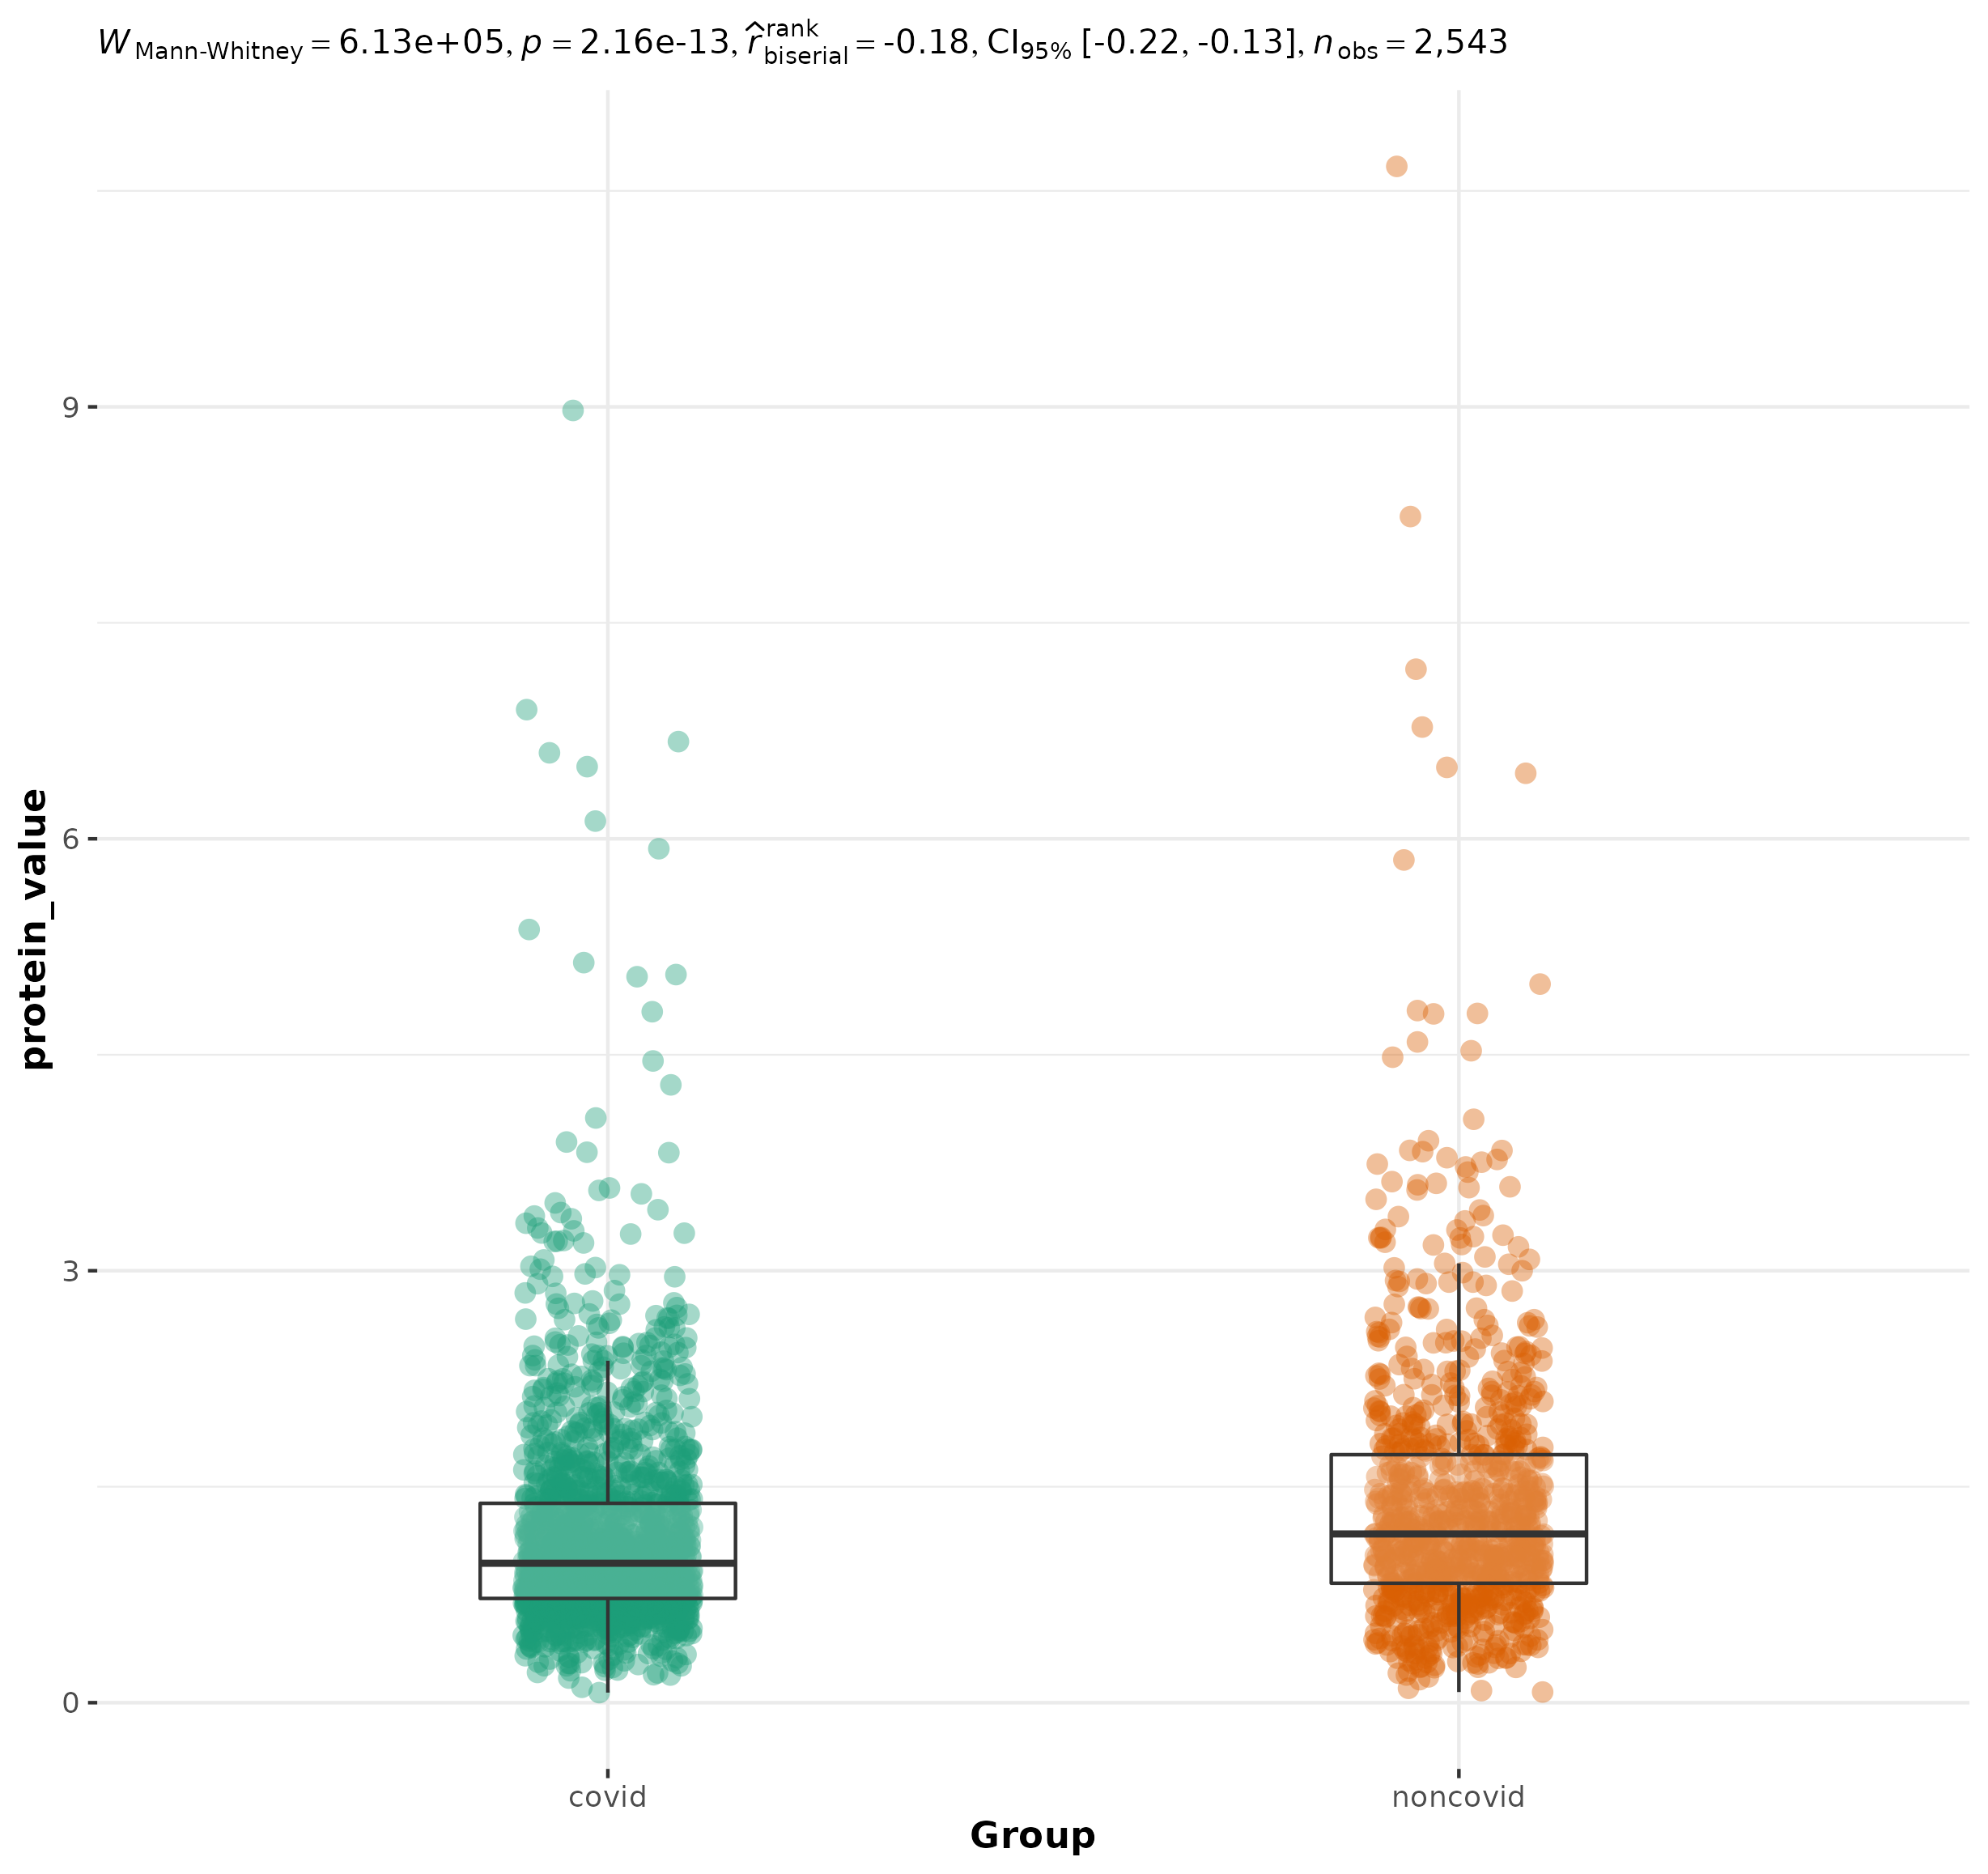 W Mann-Whitney = 6.13e+05, p = 2.16e-13, r̂ rank biserial = -0.18, CI95% [-0.22, -0.13], n obs = 2,543
9
6
3
0
protein_value
covid noncovid
Group